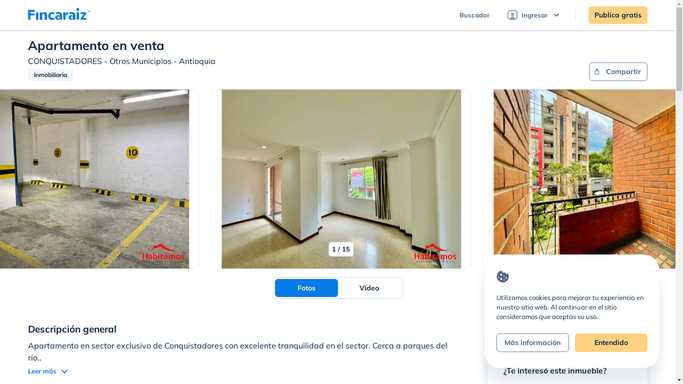 Fincaraiz
Buscador
Ingresar
Publica gratis
Apartamento en venta
CONQUISTADORES - Otros Municipios - Antioquia
Inmobiliaria
Compartir
10
Habitamos
1 / 15
Habitamos
Fotos
Video
Descripción general
Apartamento en sector exclusivo de Conquistadores con excelente tranquilidad en el sector. Cerca a parques del
rio..
Leer más
Utilizamos cookies para mejorar tu experiencia en
nuestro sitio web. Al continuar en el sitio
consideramos que aceptas su uso.
Más información
Entendido
¿Te interesó este inmueble?